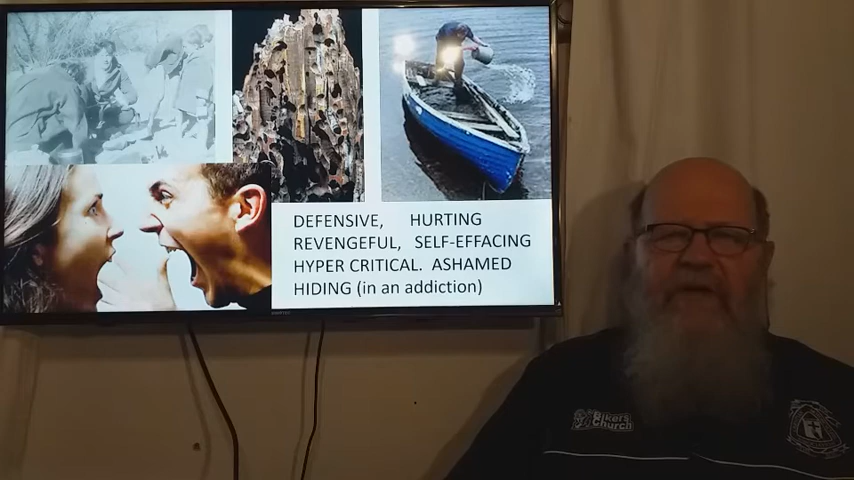 DEFENSIVE, HURTING
REVENGEFUL, SELF-EFFACING
HYPER CRITICAL. ASHAMED
HIDING (in an addiction)
Bikers
Church